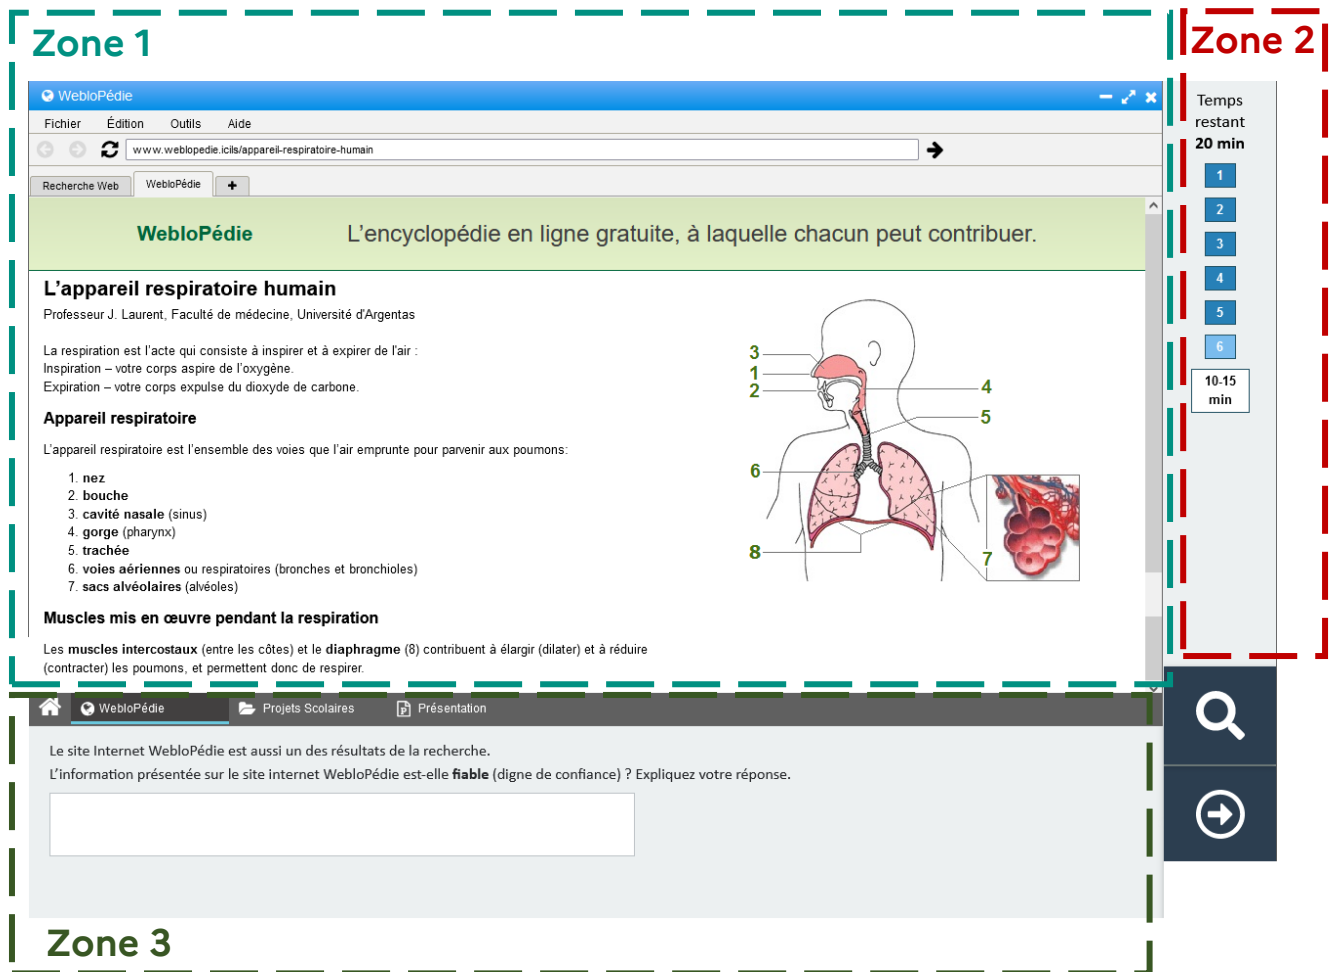 Zone 1
WebloPédie
Fichier Édition Outils Aide
www.weblopedie.icils/appareil-respiratoire-humain
Recherche Web WebloPédie +
WebloPédie L'encyclopédie en ligne gratuite, à laquelle chacun peut contribuer.
L'appareil respiratoire humain
Professeur J. Laurent, Faculté de médecine, Université d'Argentas
La respiration est l'acte qui consiste à inspirer et à expirer de l'air :
Inspiration – votre corps aspire de l'oxygène.
Expiration – votre corps expulse du dioxyde de carbone.
Appareil respiratoire
L'appareil respiratoire est l'ensemble des voies que l'air emprunte pour parvenir aux poumons:
1. nez
2. bouche
3. cavité nasale (sinus)
4. gorge (pharynx)
5. trachée
6. voies aériennes ou respiratoires (bronches et bronchioles)
7. sacs alvéolaires (alvéoles)
Muscles mis en œuvre pendant la respiration
Les muscles intercostaux (entre les côtes) et le diaphragme (8) contribuent à élargir (dilater) et à réduire
(contracter) les poumons, et permettent donc de respirer.
3
1
2
4
5
6
8
7
Zone 2
Temps
restant
20 min
1
2
3
4
5
6
10-15
min
WebloPédie Projets Scolaires Présentation
Le site Internet WebloPédie est aussi un des résultats de la recherche.
L'information présentée sur le site internet WebloPédie est-elle fiable (digne de confiance) ? Expliquez votre réponse.
Zone 3